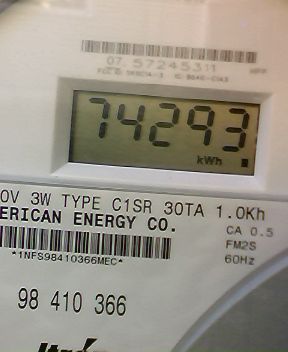 07. 57245311
74293
kWh
0V 3W TYPE C1SR 30TA 1.0Kh
ERICAN ENERGY CO.
CA 0.5
FM2S
60Hz
*1NFS98410366MEC*
98 410 366